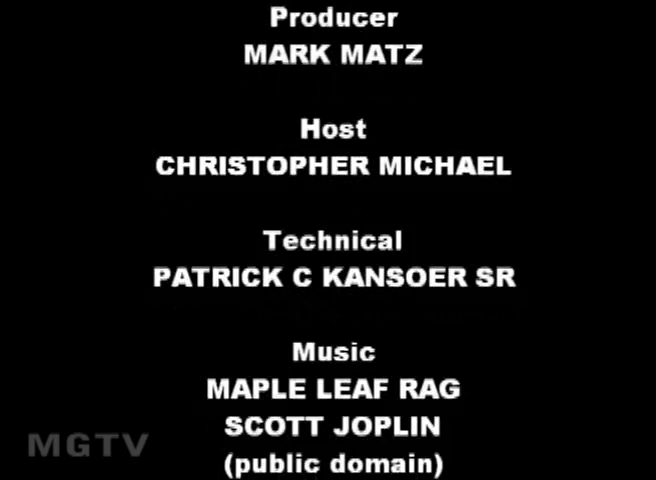 Producer
MARK MATZ
Host
CHRISTOPHER MICHAEL
Technical
PATRICK C KANSOER SR
Music
MAPLE LEAF RAG
SCOTT JOPLIN
(public domain)
MGTV